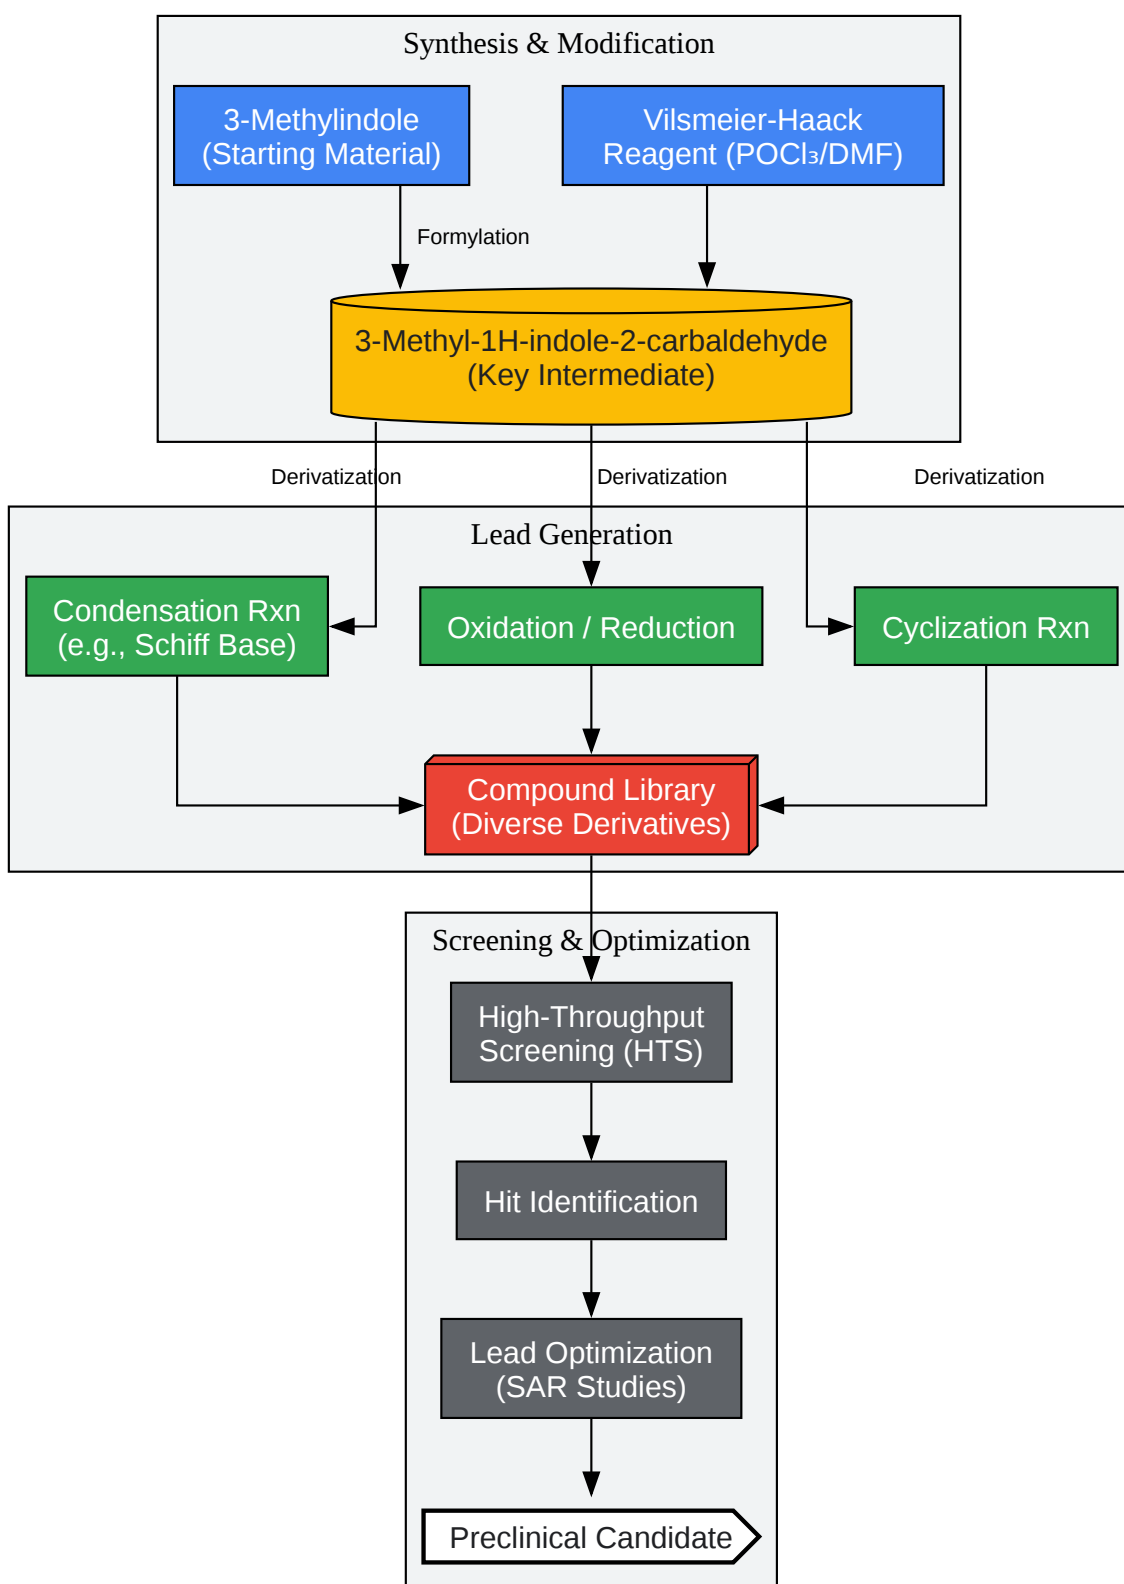 Synthesis & Modification
3-Methylindole
(Starting Material)
Vilsmeier-Haack
Reagent (POCl₃/DMF)
Formylation
3-Methyl-1H-indole-2-carbaldehyde
(Key Intermediate)
Derivatization
Derivatization
Derivatization
Lead Generation
Condensation Rxn
(e.g., Schiff Base)
Oxidation / Reduction
Cyclization Rxn
Compound Library
(Diverse Derivatives)
Screening & Optimization
High-Throughput
Screening (HTS)
Hit Identification
Lead Optimization
(SAR Studies)
Preclinical Candidate